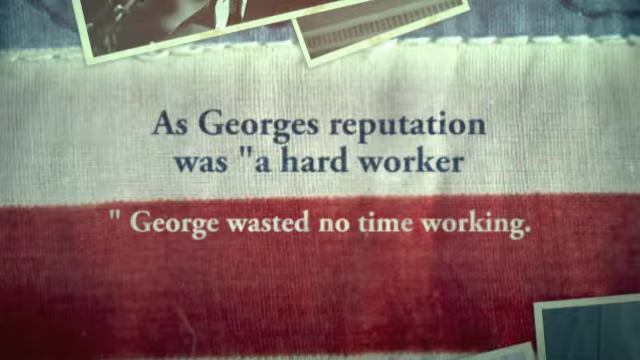 As Georges reputation
was "a hard worker
" George wasted no time working.